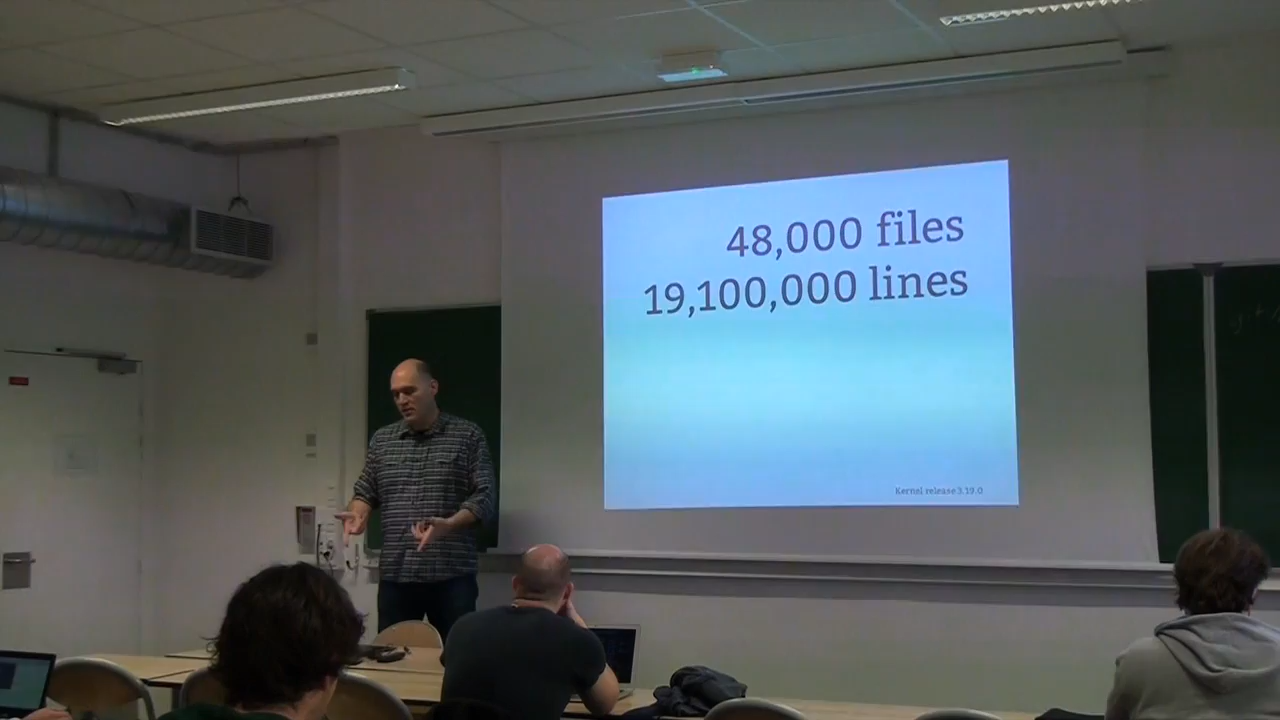 48,000 files
19,100,000 lines
Kernel release 3.19.0